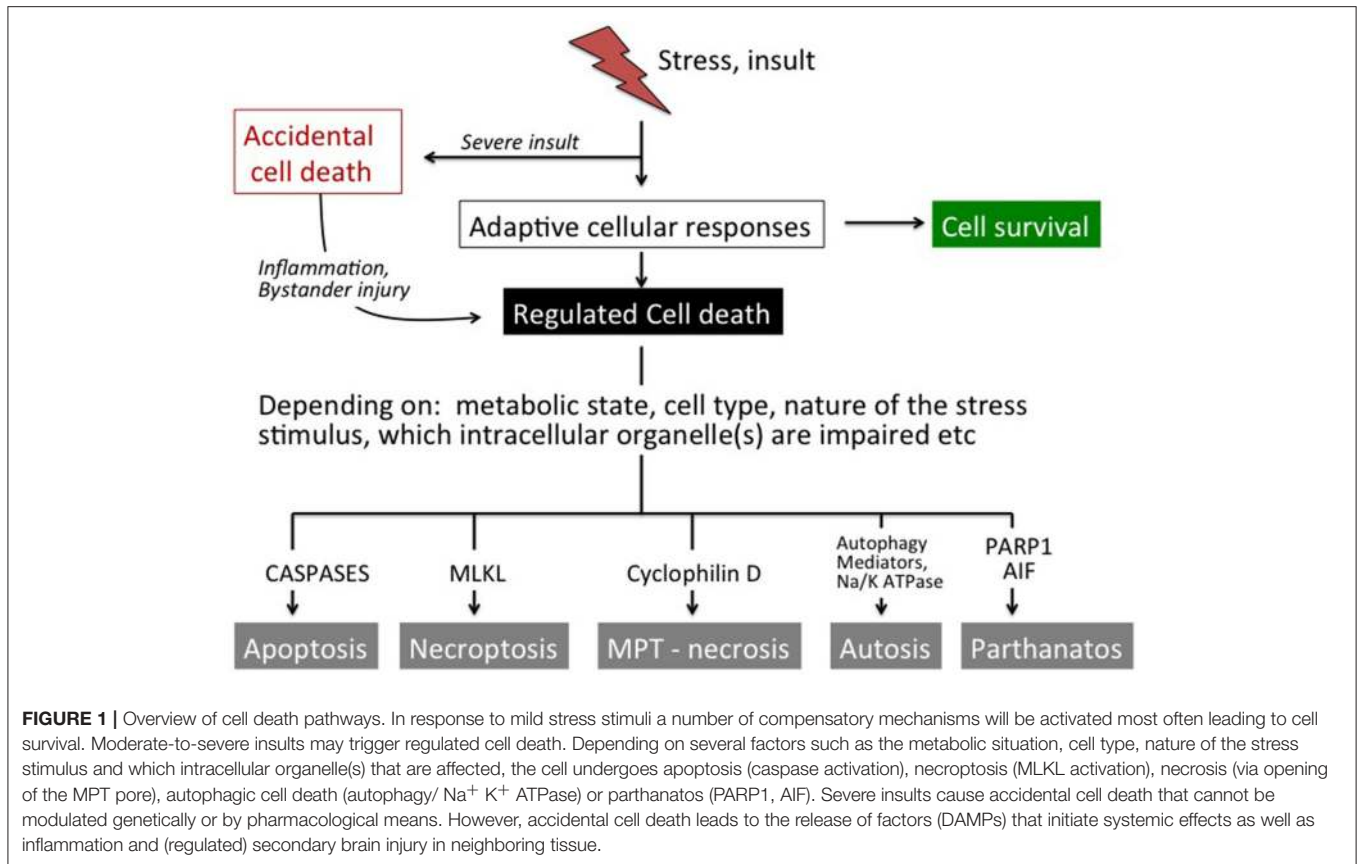 Stress, insult
Accidental
cell death
Severe insult
Adaptive cellular responses
Cell survival
Inflammation,
Bystander injury
Regulated Cell death
Depending on: metabolic state, cell type, nature of the stress
stimulus, which intracellular organelle(s) are impaired etc
CASPASES
MLKL
Cyclophilin D
Autophagy
Mediators,
Na/K ATPase
PARP1
AIF
Apoptosis
Necroptosis
MPT - necrosis
Autosis
Parthanatos
FIGURE 1 | Overview of cell death pathways. In response to mild stress stimuli a number of compensatory mechanisms will be activated most often leading to cell
survival. Moderate-to-severe insults may trigger regulated cell death. Depending on several factors such as the metabolic situation, cell type, nature of the stress
stimulus and which intracellular organelle(s) that are affected, the cell undergoes apoptosis (caspase activation), necroptosis (MLKL activation), necrosis (via opening
of the MPT pore), autophagic cell death (autophagy/ Na⁺ K⁺ ATPase) or parthanatos (PARP1, AIF). Severe insults cause accidental cell death that cannot be
modulated genetically or by pharmacological means. However, accidental cell death leads to the release of factors (DAMPs) that initiate systemic effects as well as
inflammation and (regulated) secondary brain injury in neighboring tissue.